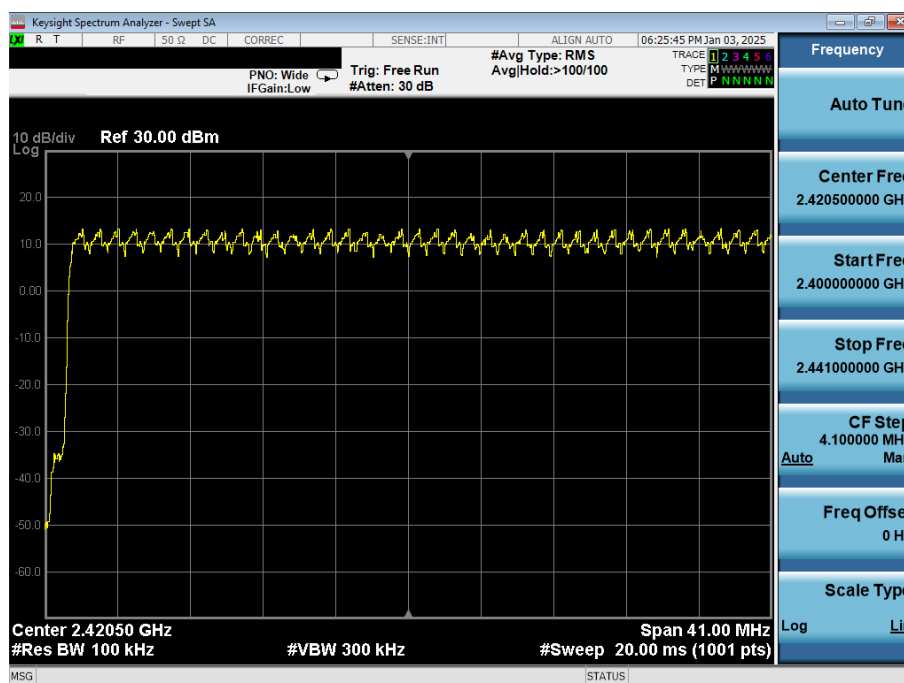 Keysight Spectrum Analyzer - Swept SA
LXI R T RF 50 Ω DC CORREC SENSE:INT ALIGN AUTO 06:25:45 PM Jan 03, 2025
PNO: Wide
IFGain:Low
Trig: Free Run
#Atten: 30 dB
#Avg Type: RMS
Avg|Hold:>100/100
TRACE 1 2 3 4 5 6
TYPE M WWWWW
DET P N N N N N
10 dB/div Ref 30.00 dBm
Log
20.0
10.0
0.00
-10.0
-20.0
-30.0
-40.0
-50.0
-60.0
Center 2.42050 GHz Span 41.00 MHz
#Res BW 100 kHz #VBW 300 kHz #Sweep 20.00 ms (1001 pts)
MSG STATUS
Frequency
Auto Tun
Center Fre
2.420500000 GH
Start Fre
2.400000000 GH
Stop Fre
2.441000000 GH
CF Step
4.100000 MH
Auto Ma
Freq Offse
0 H
Scale Type
Log Li